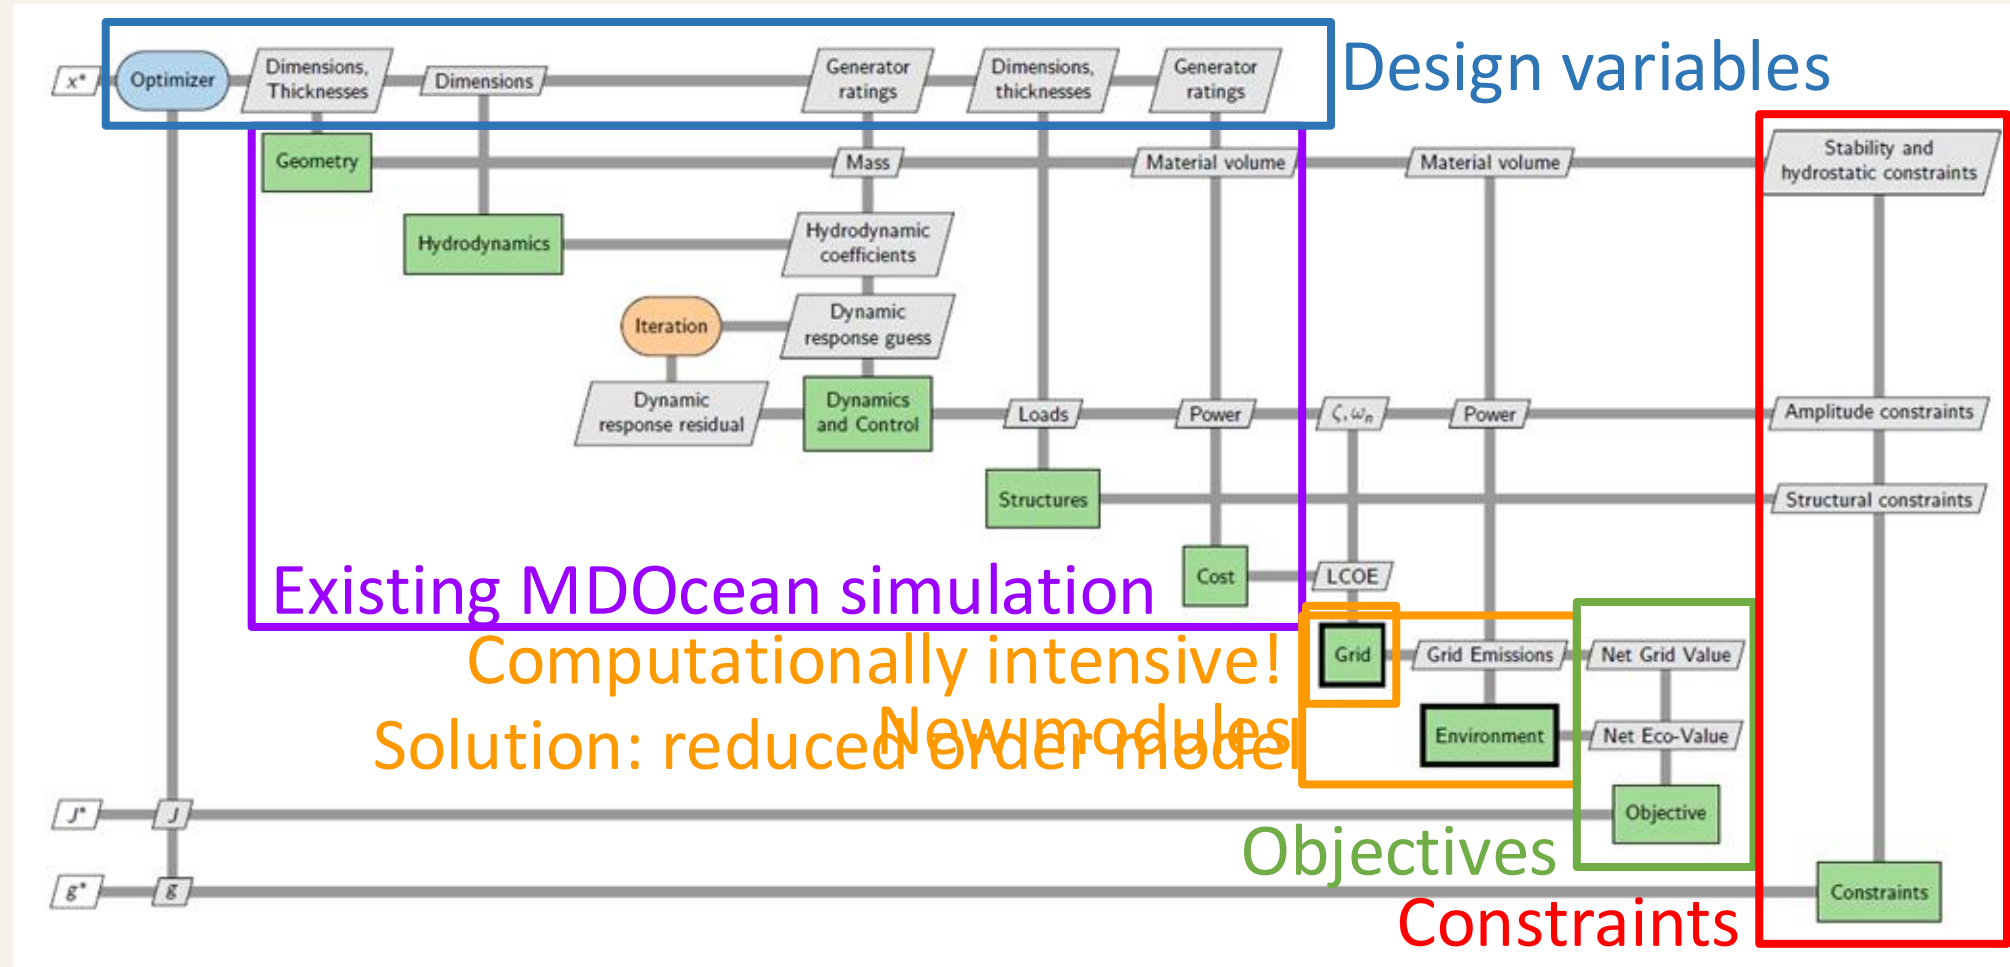 Design variables
x*
Optimizer
Dimensions,
Thicknesses
Dimensions
Generator
ratings
Dimensions,
thicknesses
Generator
ratings
Geometry
Mass
Material volume
Material volume
Stability and
hydrostatic constraints
Hydrodynamics
Hydrodynamic
coefficients
Iteration
Dynamic
response guess
Dynamic
response residual
Dynamics
and Control
Loads
Power
ζ, ωₙ
Power
Amplitude constraints
Structures
Structural constraints
Existing MDOcean simulation
Cost
LCOE
Computationally intensive!
Grid
Grid Emissions
Net Grid Value
New modules
Solution: reduced order model
Environment
Net Eco-Value
J*
J
Objective
Objectives
g*
g
Constraints
Constraints